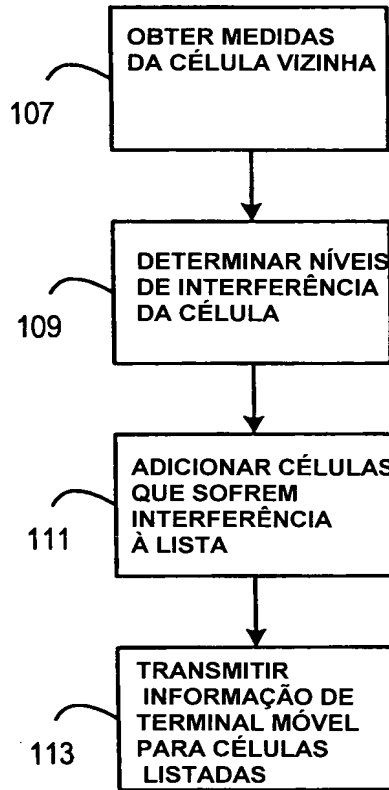 OBTER MEDIDAS
DA CÉLULA VIZINHA
107
DETERMINAR NÍVEIS
DE INTERFERÊNCIA
DA CÉLULA
109
ADICIONAR CÉLULAS
QUE SOFREM
INTERFERÊNCIA
À LISTA
111
TRANSMITIR
INFORMAÇÃO DE
TERMINAL MÓVEL
PARA CÉLULAS
LISTADAS
113